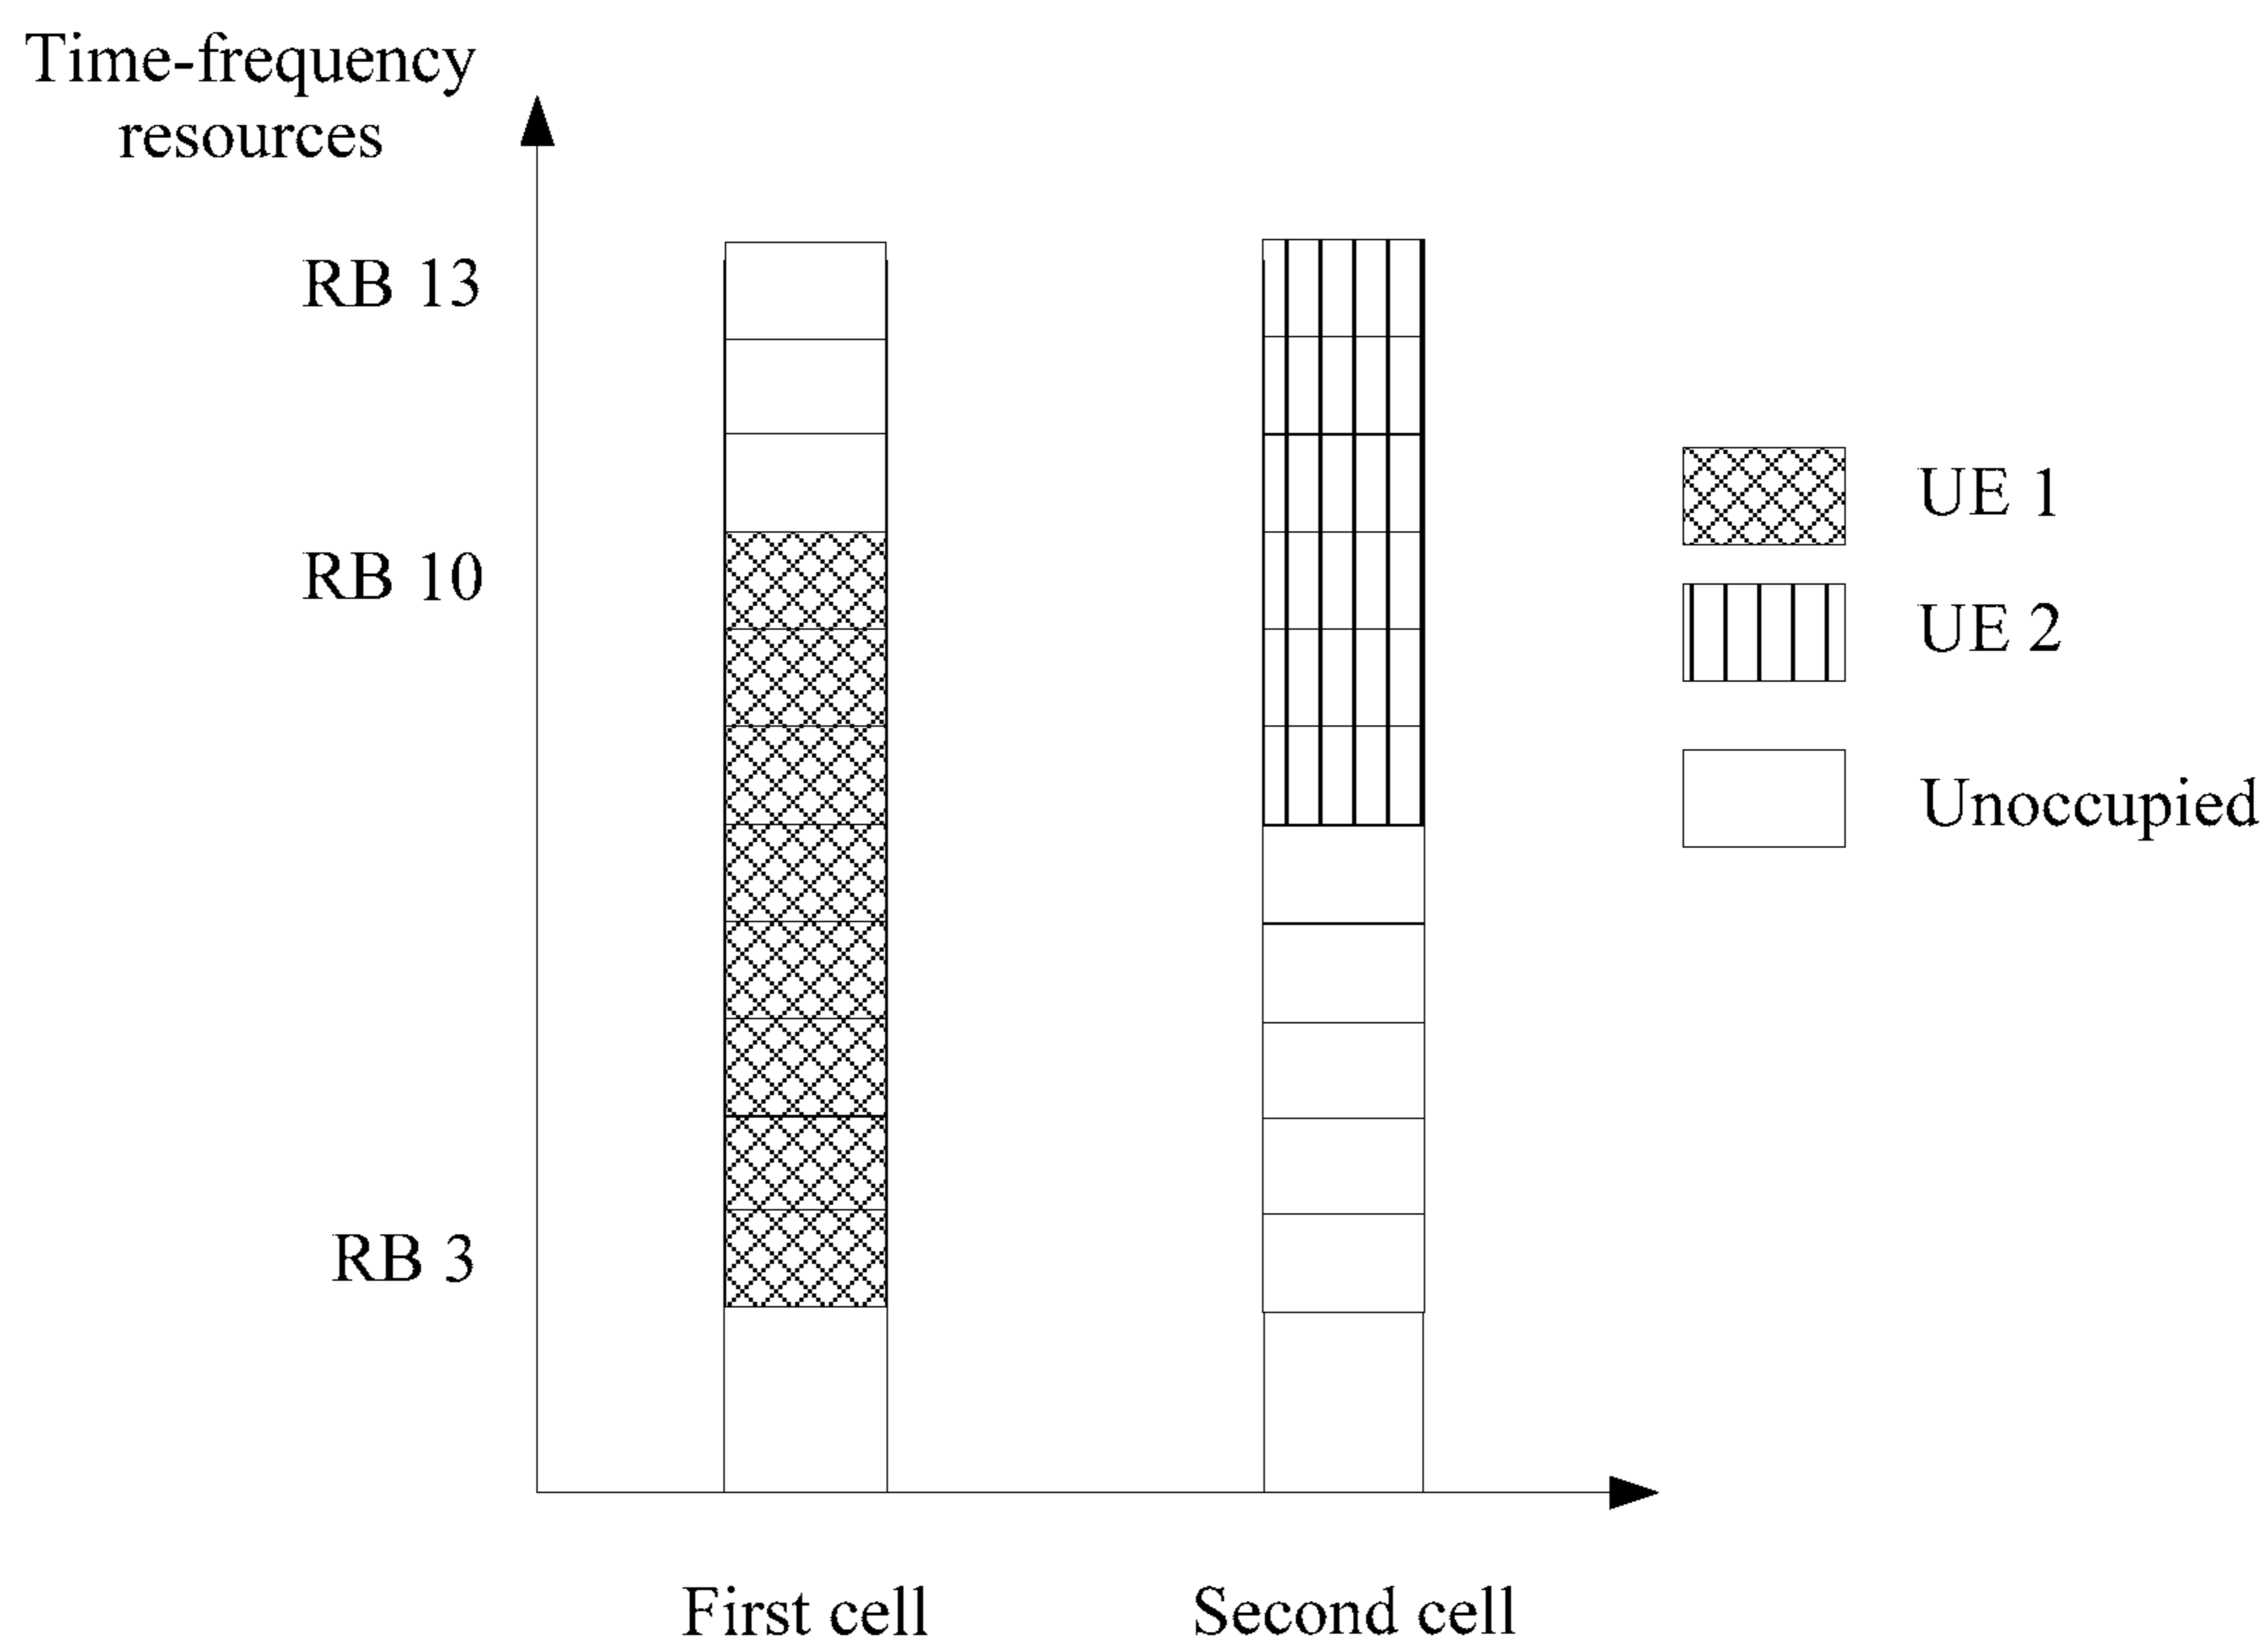 Time-frequency
resources
RB 13
RB 10
RB 3
UE 1
UE 2
Unoccupied
First cell
Second cell